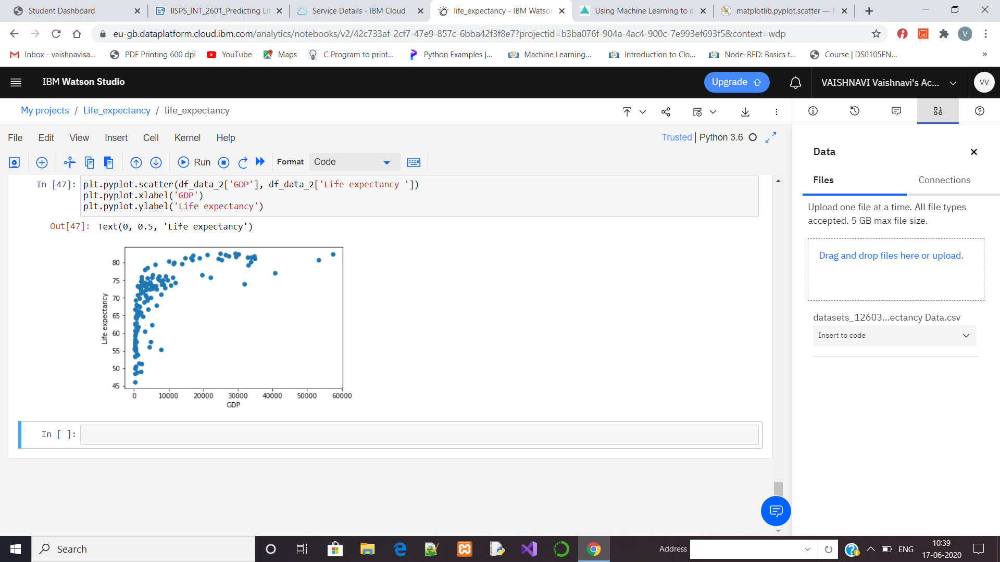 Student Dashboard
IISPS_INT_2601_Predicting Lif
Service Details - IBM Cloud
life_expectancy - IBM Watson
Using Machine Learning to e
matplotlib.pyplot.scatter — M
eu-gb.dataplatform.cloud.ibm.com/analytics/notebooks/v2/42c733af-2cf7-47e9-857c-6bba42f3f8e7?projectid=b3ba076f-904a-4ac4-900c-7e993ef693f5&context=wdp
V
Inbox - vaishnavisa...
PDF Printing 600 dpi
YouTube
Maps
C Program to print...
Python Examples |...
Machine Learning...
Introduction to Clo...
Node-RED: Basics t...
Course | DS0105EN...
»
IBM Watson Studio
Upgrade
VAISHNAVI Vaishnavi's Ac...
VV
My projects / Life_expectancy / life_expectancy
File Edit View Insert Cell Kernel Help
Trusted | Python 3.6
Run
Format
Code
In [47]: plt.pyplot.scatter(df_data_2['GDP'], df_data_2['Life expectancy '])
plt.pyplot.xlabel('GDP')
plt.pyplot.ylabel('Life expectancy')
Out[47]: Text(0, 0.5, 'Life expectancy')
80
75
70
65
60
55
50
45
Life expectancy
0 10000 20000 30000 40000 50000 60000
GDP
In [ ]:
Data
Files
Connections
Upload one file at a time. All file types
accepted. 5 GB max file size.
Drag and drop files here or upload.
datasets_12603...ectancy Data.csv
Insert to code
Search
Address
ENG
10:39
17-06-2020